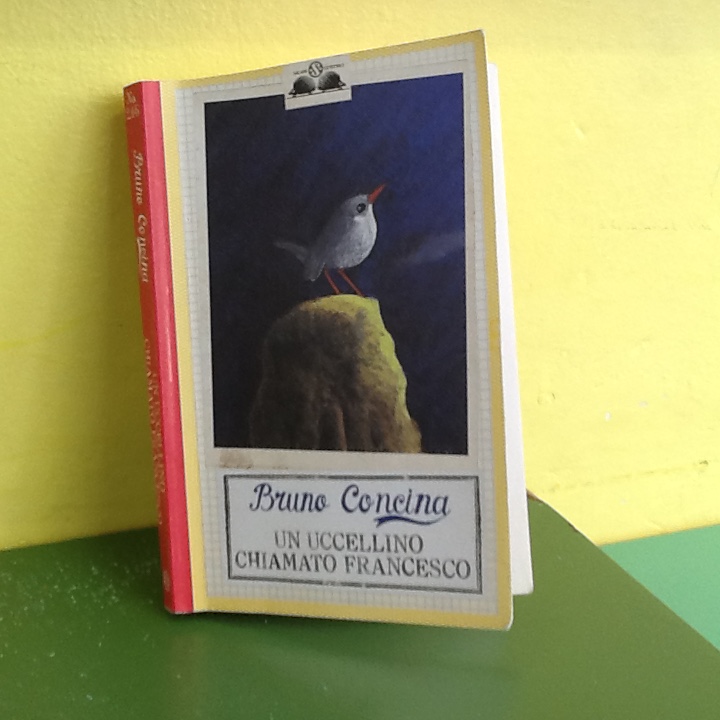 Bruno Concina
UN UCCELLINO
CHIAMATO FRANCESCO
Bruno Concina